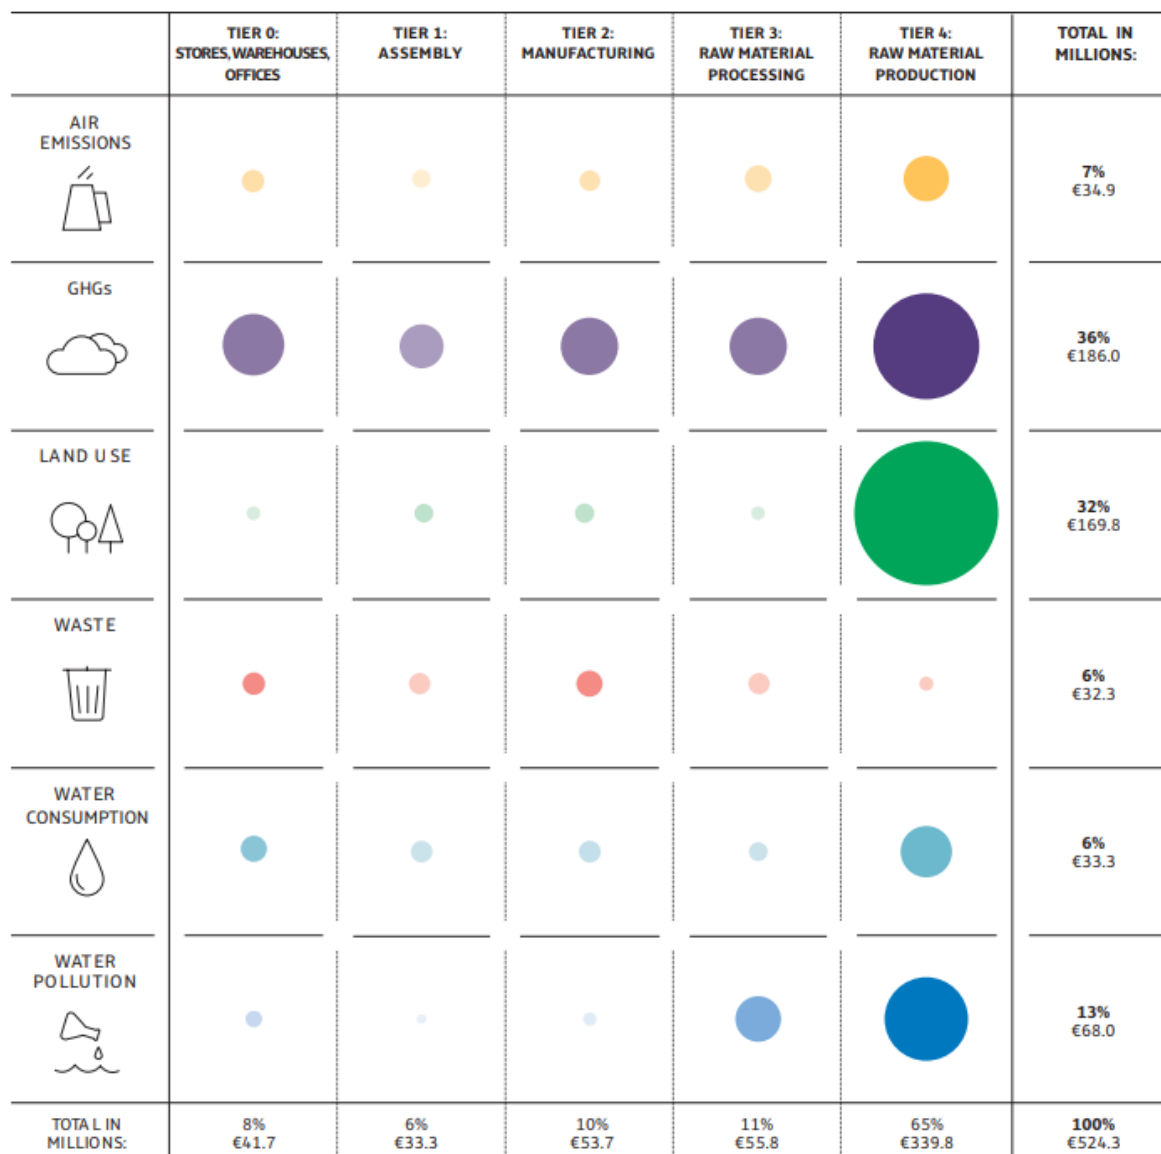 TIER 0:
STORES, WAREHOUSES,
OFFICES
TIER 1:
ASSEMBLY
TIER 2:
MANUFACTURING
TIER 3:
RAW MATERIAL
PROCESSING
TIER 4:
RAW MATERIAL
PRODUCTION
TOTAL IN
MILLIONS:
AIR
EMISSIONS
7%
€34.9
GHGs
36%
€186.0
LAND USE
32%
€169.8
WASTE
6%
€32.3
WATER
CONSUMPTION
6%
€33.3
WATER
POLLUTION
13%
€68.0
TOTAL IN
MILLIONS:
8%
€41.7
6%
€33.3
10%
€53.7
11%
€55.8
65%
€339.8
100%
€524.3